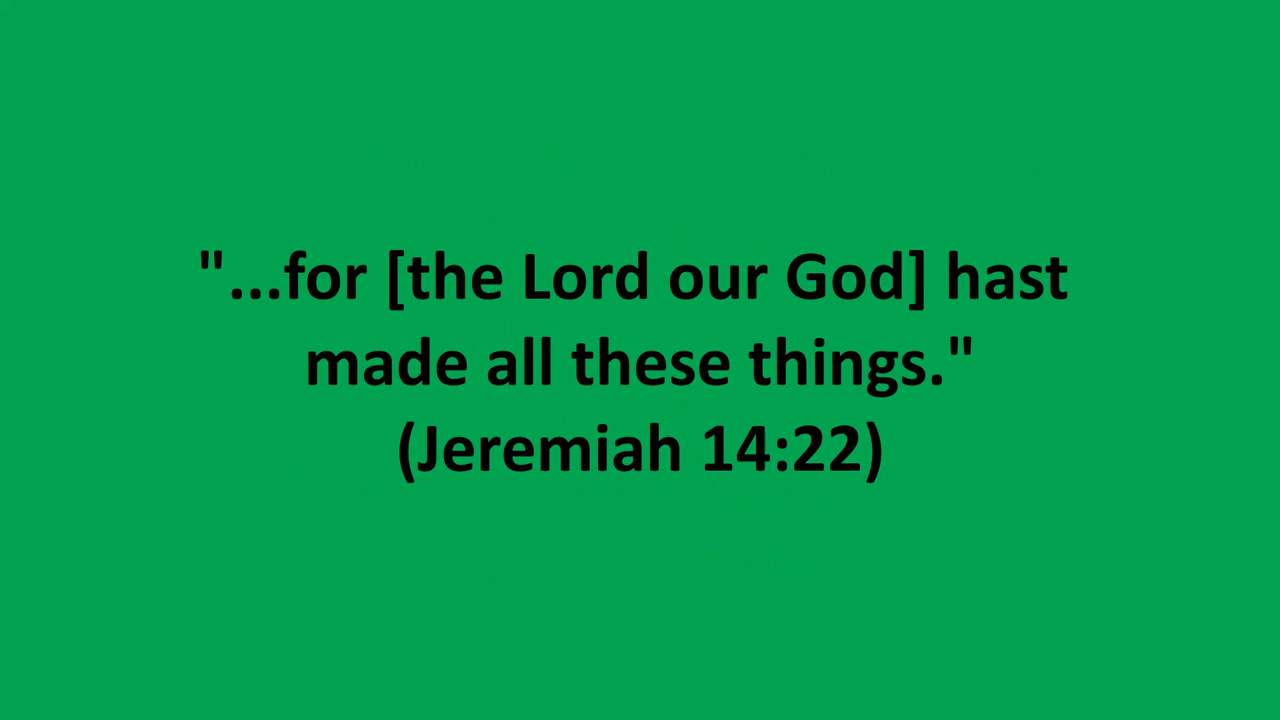 "...for [the Lord our God] hast
made all these things."
(Jeremiah 14:22)